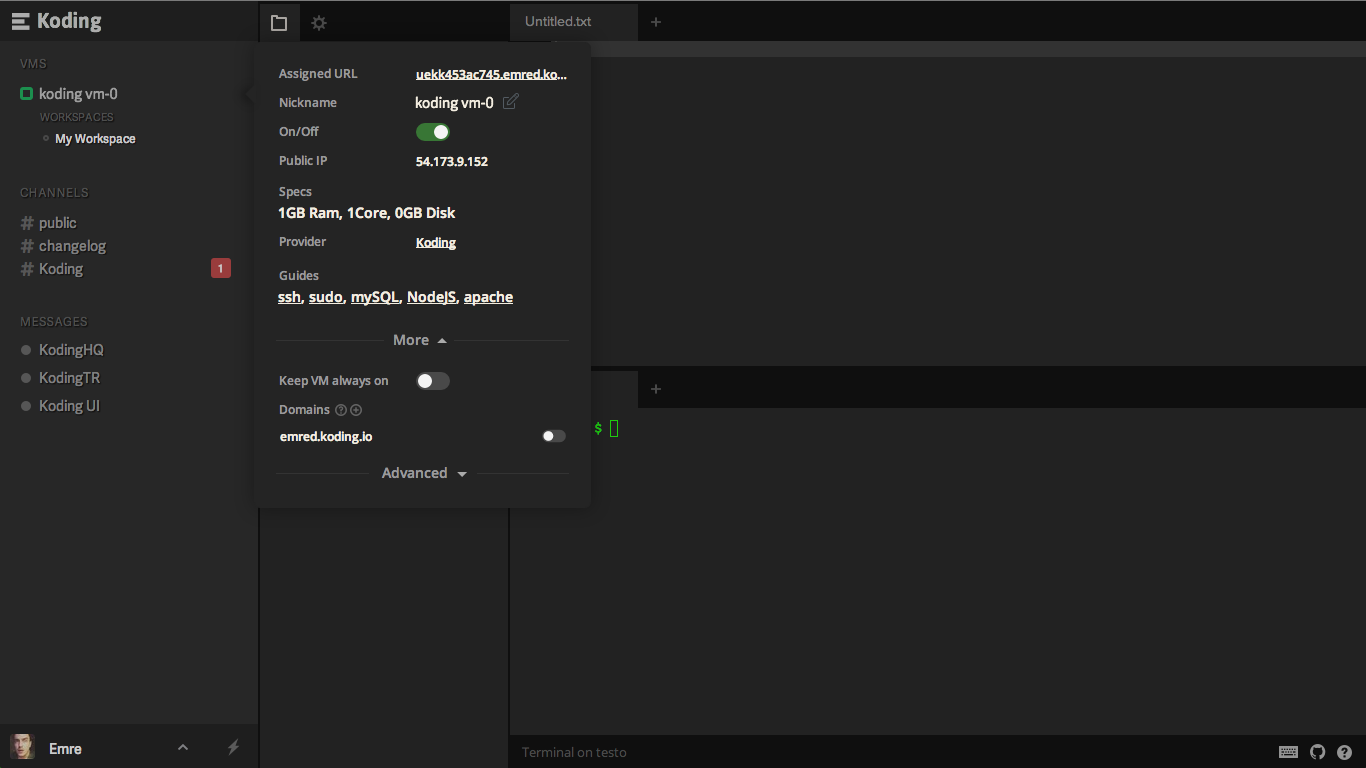 Koding
VMS
koding vm-0
WORKSPACES
My Workspace
CHANNELS
# public
# changelog
# Koding 1
MESSAGES
KodingHQ
KodingTR
Koding UI
Emre
Assigned URL uekk453ac745.emred.ko...
Nickname koding vm-0
On/Off
Public IP 54.173.9.152
Specs
1GB Ram, 1Core, 0GB Disk
Provider Koding
Guides
ssh, sudo, mySQL, NodeJS, apache
More
Keep VM always on
Domains ? +
emred.koding.io
Advanced
Untitled.txt +
+
$
Terminal on testo
?